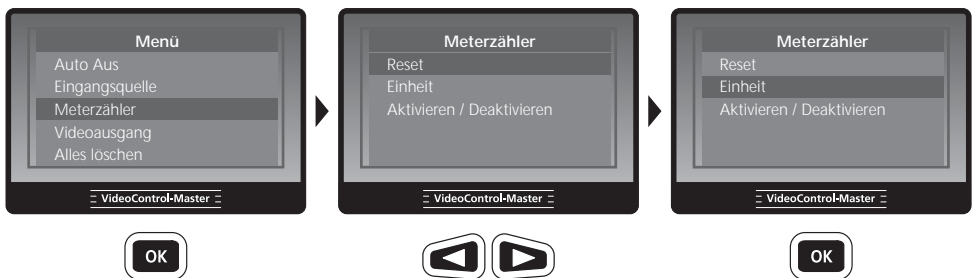 Menü
Auto Aus
Eingangsquelle
Meterzähler
Videoausgang
Alles löschen
VideoControl-Master
OK
Meterzähler
Reset
Einheit
Aktivieren / Deaktivieren
VideoControl-Master
Meterzähler
Reset
Einheit
Aktivieren / Deaktivieren
VideoControl-Master
OK